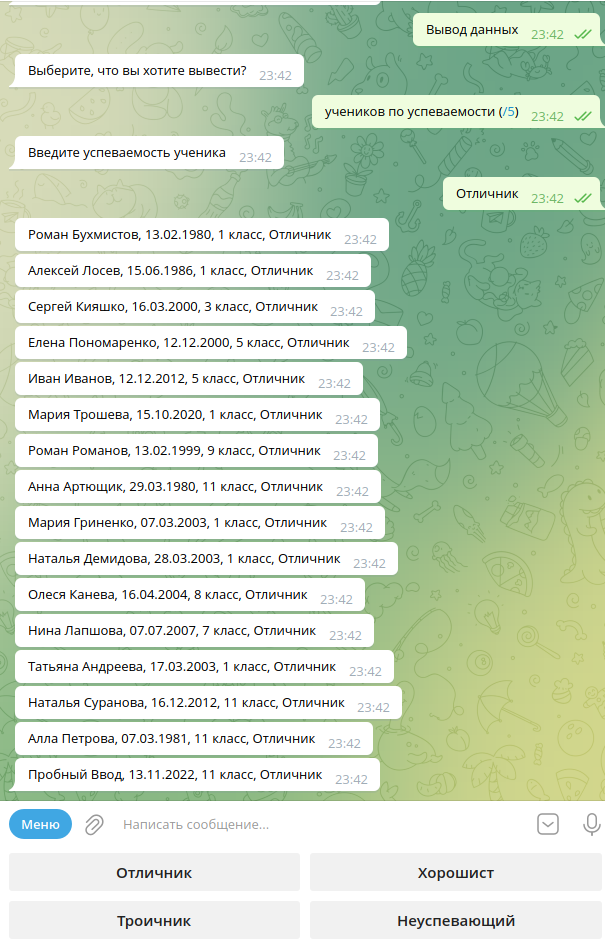 Вывод данных 23:42
Выберите, что вы хотите вывести? 23:42
учеников по успеваемости (/5) 23:42
Введите успеваемость ученика 23:42
Отличник 23:42
Роман Бухмистов, 13.02.1980, 1 класс, Отличник 23:42
Алексей Лосев, 15.06.1986, 1 класс, Отличник 23:42
Сергей Кияшко, 16.03.2000, 3 класс, Отличник 23:42
Елена Пономаренко, 12.12.2000, 5 класс, Отличник 23:42
Иван Иванов, 12.12.2012, 5 класс, Отличник 23:42
Мария Трошева, 15.10.2020, 1 класс, Отличник 23:42
Роман Романов, 13.02.1999, 9 класс, Отличник 23:42
Анна Артющик, 29.03.1980, 11 класс, Отличник 23:42
Мария Гриненко, 07.03.2003, 1 класс, Отличник 23:42
Наталья Демидова, 28.03.2003, 1 класс, Отличник 23:42
Олеся Канева, 16.04.2004, 8 класс, Отличник 23:42
Нина Лапшова, 07.07.2007, 7 класс, Отличник 23:42
Татьяна Андреева, 17.03.2003, 1 класс, Отличник 23:42
Наталья Суранова, 16.12.2012, 11 класс, Отличник 23:42
Алла Петрова, 07.03.1981, 11 класс, Отличник 23:42
Пробный Ввод, 13.11.2022, 11 класс, Отличник 23:42
Меню Написать сообщение...
Отличник Хорошист
Троичник Неуспевающий